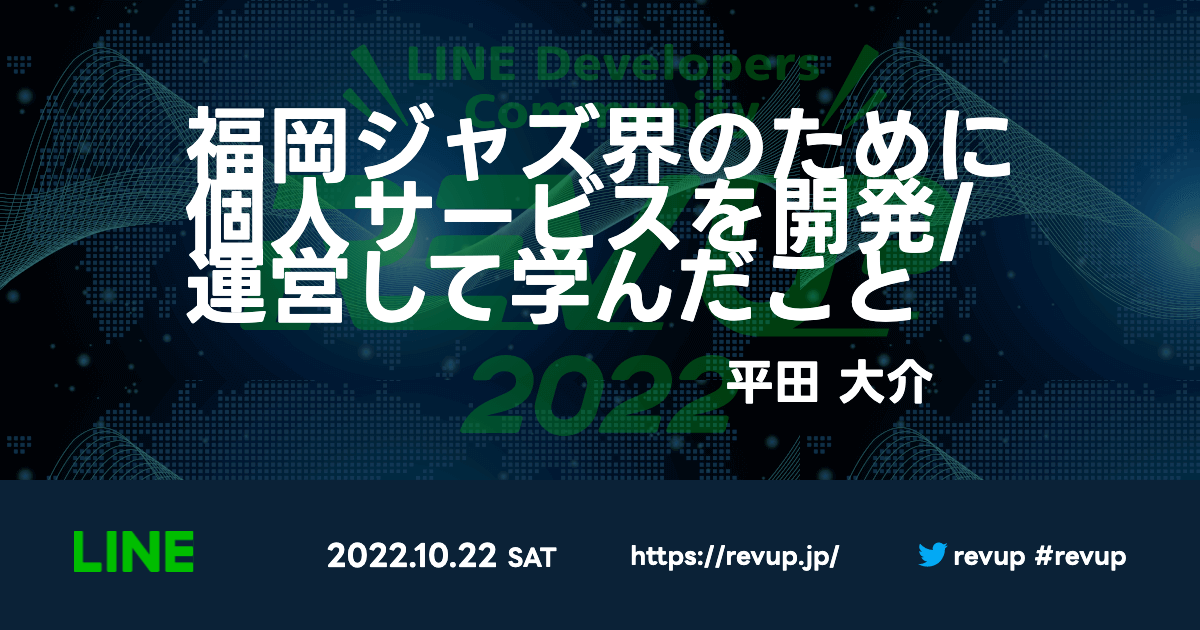 LINE Developers
Community
福岡ジャズ界のために
個人サービスを開発/
運営して学んだこと
REV UP
2022
平田 大介
LINE
2022.10.22 SAT
https://revup.jp/
revup #revup